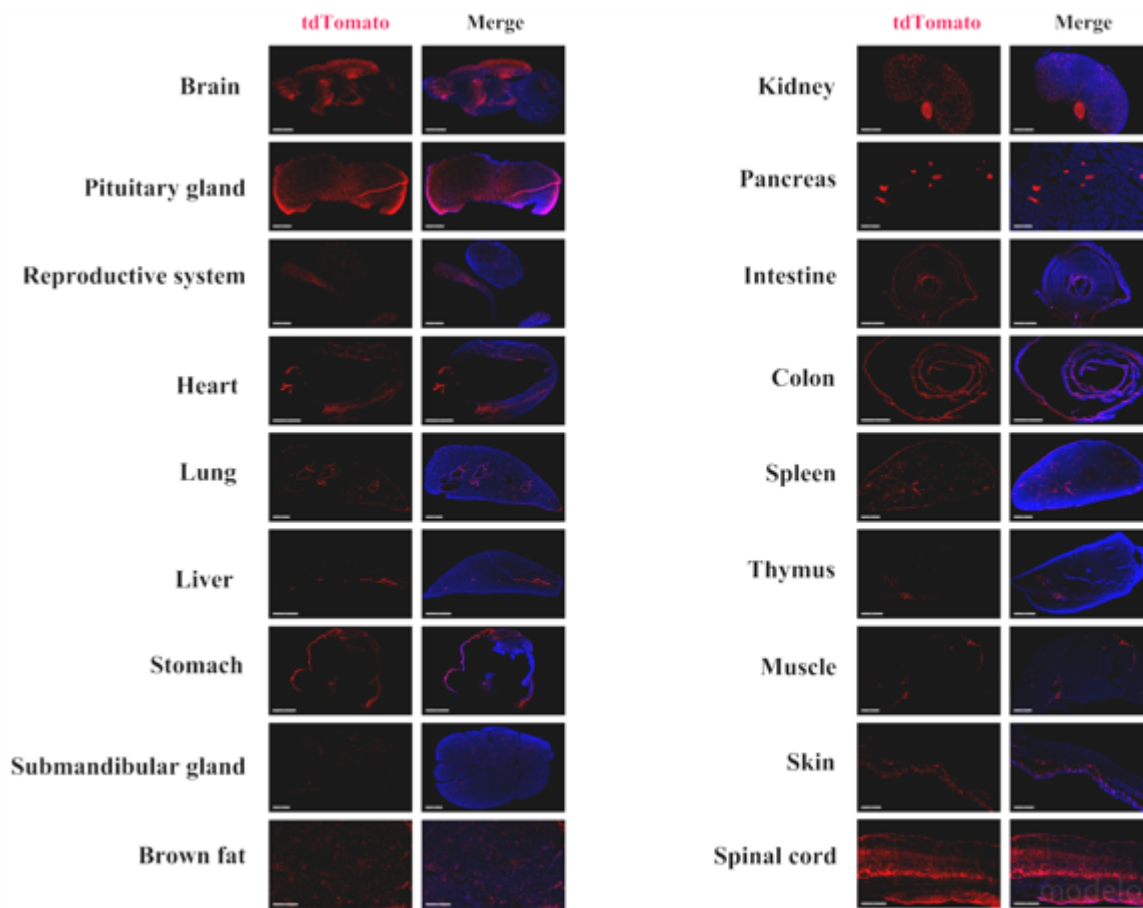 tdTomato Merge
Brain
Pituitary gland
Reproductive system
Heart
Lung
Liver
Stomach
Submandibular gland
Brown fat
tdTomato Merge
Kidney
Pancreas
Intestine
Colon
Spleen
Thymus
Muscle
Skin
Spinal cord